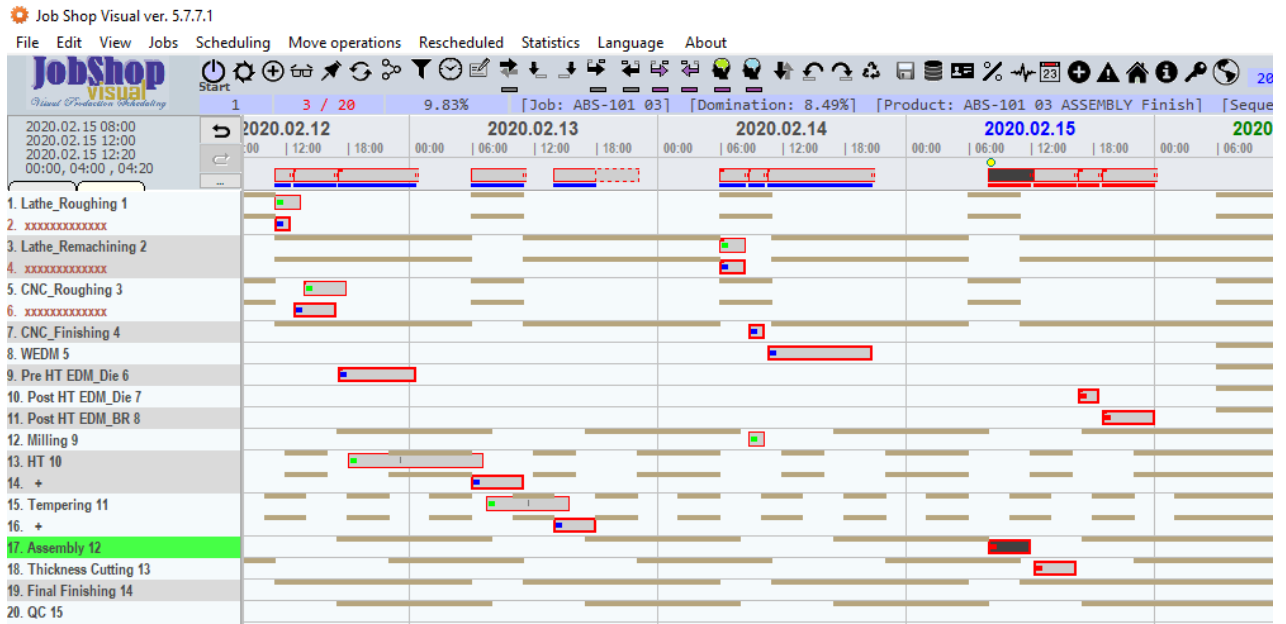 Job Shop Visual ver. 5.7.7.1
File Edit View Jobs Scheduling Move operations Rescheduled Statistics Language About
JobShop
VISUAL
Visual Production Scheduling
Start
23
20
1 3 / 20 9.83% [Job: ABS-101 03] [Domination: 8.49%] [Product: ABS-101 03 ASSEMBLY Finish] [Seque
2020.02.15 08:00
2020.02.15 12:00
2020.02.15 12:20
00:00, 04:00 , 04:20
...
2020.02.12 2020.02.13 2020.02.14 2020.02.15 2020
:00 12:00 18:00 00:00 06:00 12:00 18:00 00:00 06:00 12:00 18:00 00:00 06:00 12:00 18:00 00:00 06:00
1. Lathe_Roughing 1
2. xxxxxxxxxxxxx
3. Lathe_Remachining 2
4. xxxxxxxxxxxxx
5. CNC_Roughing 3
6. xxxxxxxxxxxxx
7. CNC_Finishing 4
8. WEDM 5
9. Pre HT EDM_Die 6
10. Post HT EDM_Die 7
11. Post HT EDM_BR 8
12. Milling 9
13. HT 10
14. +
15. Tempering 11
16. +
17. Assembly 12
18. Thickness Cutting 13
19. Final Finishing 14
20. QC 15